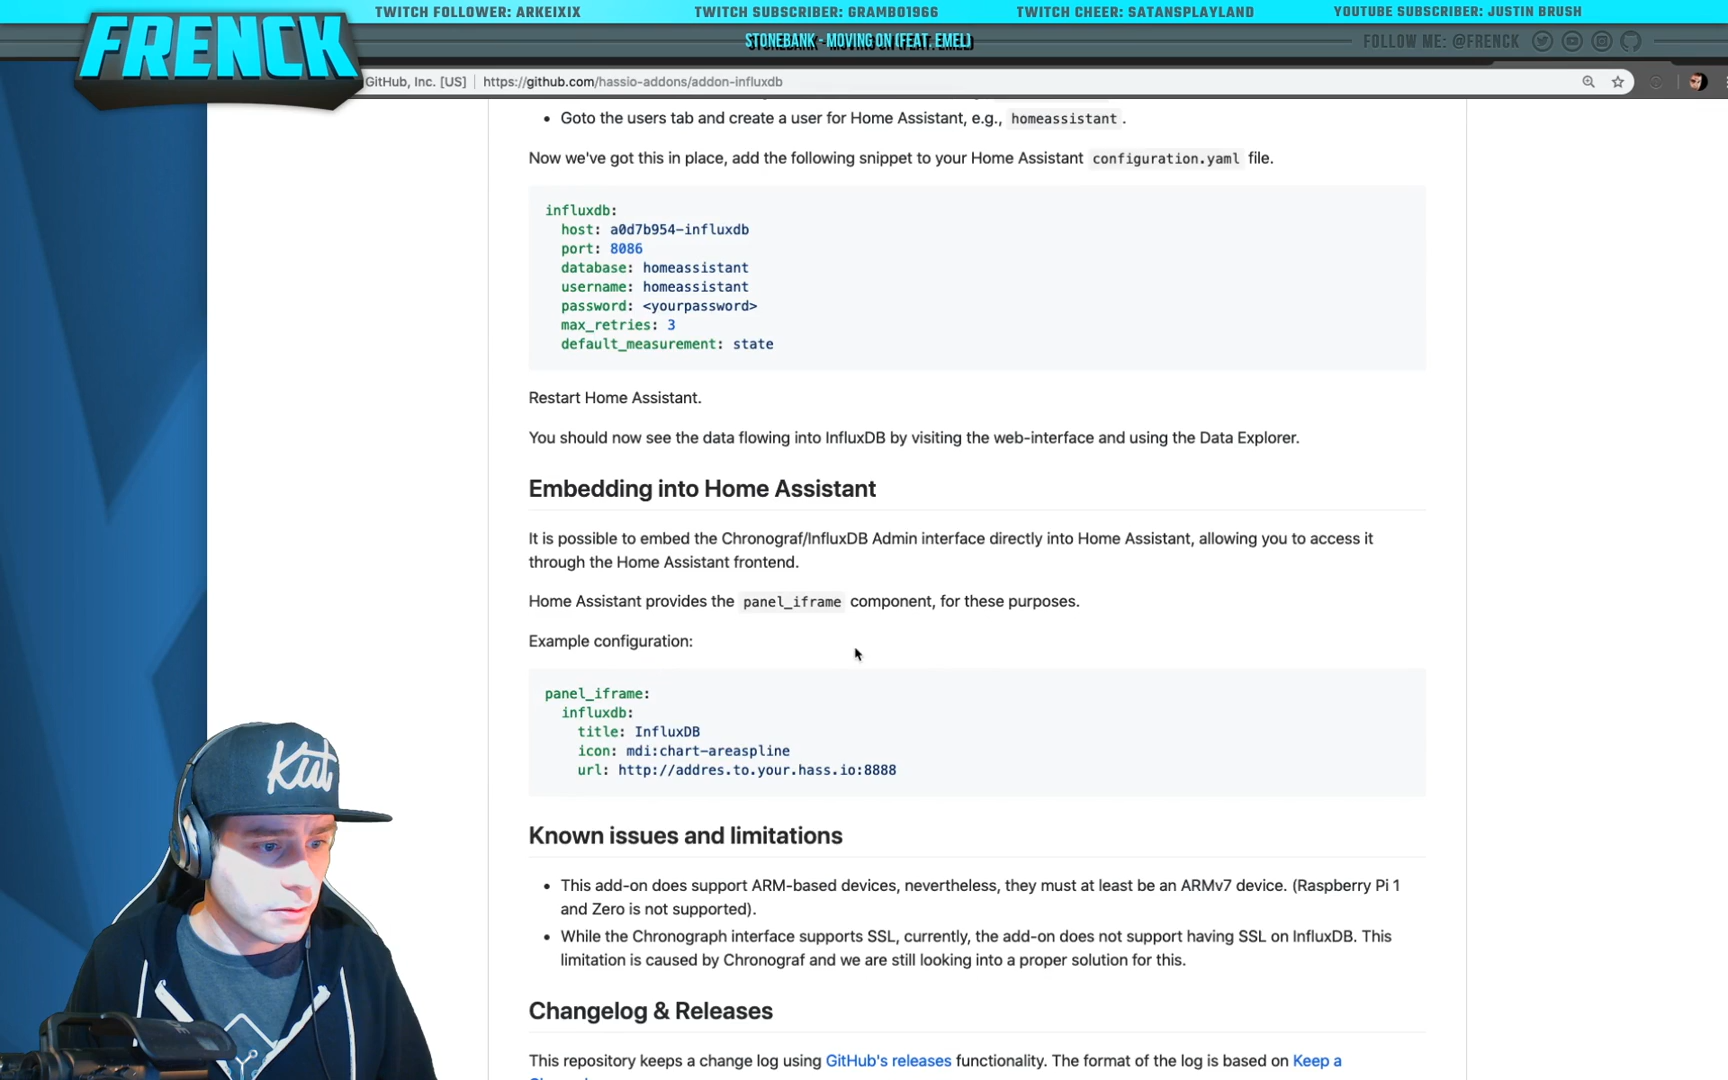 TWITCH FOLLOWER: ARKEIXIX
TWITCH SUBSCRIBER: GRAMBO1966
TWITCH CHEER: SATANSPLAYLAND
YOUTUBE SUBSCRIBER: JUSTIN BRUSH
FRENCK
STONEBANK - MOVING ON (FEAT. EMEL)
FOLLOW ME: @FRENCK
GitHub, Inc. [US] | https://github.com/hassio-addons/addon-influxdb
• Goto the users tab and create a user for Home Assistant, e.g., homeassistant .
Now we've got this in place, add the following snippet to your Home Assistant configuration.yaml file.
influxdb:
host: a0d7b954-influxdb
port: 8086
database: homeassistant
username: homeassistant
password: <yourpassword>
max_retries: 3
default_measurement: state
Restart Home Assistant.
You should now see the data flowing into InfluxDB by visiting the web-interface and using the Data Explorer.
Embedding into Home Assistant
It is possible to embed the Chronograf/InfluxDB Admin interface directly into Home Assistant, allowing you to access it
through the Home Assistant frontend.
Home Assistant provides the panel_iframe component, for these purposes.
Example configuration:
panel_iframe:
influxdb:
title: InfluxDB
icon: mdi:chart-areaspline
url: http://addres.to.your.hass.io:8888
Kut
Known issues and limitations
• This add-on does support ARM-based devices, nevertheless, they must at least be an ARMv7 device. (Raspberry Pi 1
and Zero is not supported).
• While the Chronograph interface supports SSL, currently, the add-on does not support having SSL on InfluxDB. This
limitation is caused by Chronograf and we are still looking into a proper solution for this.
Changelog & Releases
This repository keeps a change log using GitHub's releases functionality. The format of the log is based on Keep a